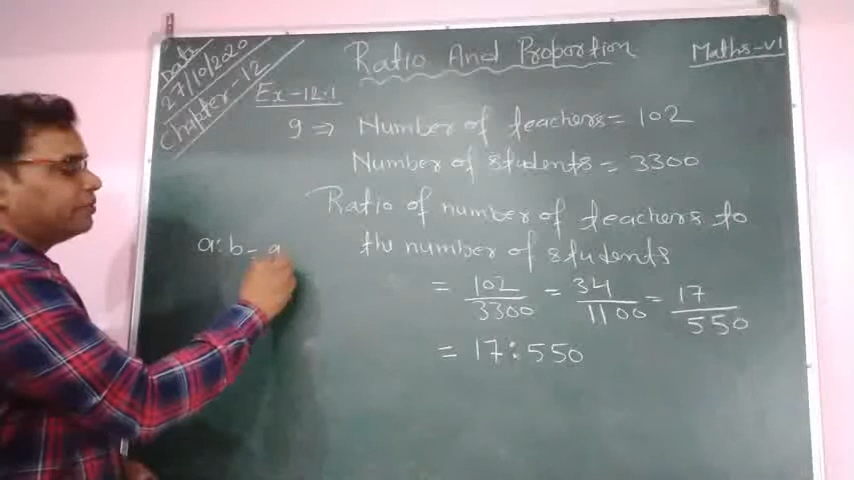 Date
27/10/2020
Chapter-12
Ratio And Proportion
Maths-VI
Ex-12.1
9 ⇒ Number of teachers = 102
Number of students = 3300
Ratio of number of teachers to
the number of students
= 102/3300 = 34/1100 = 17/550
= 17:550
a:b = a